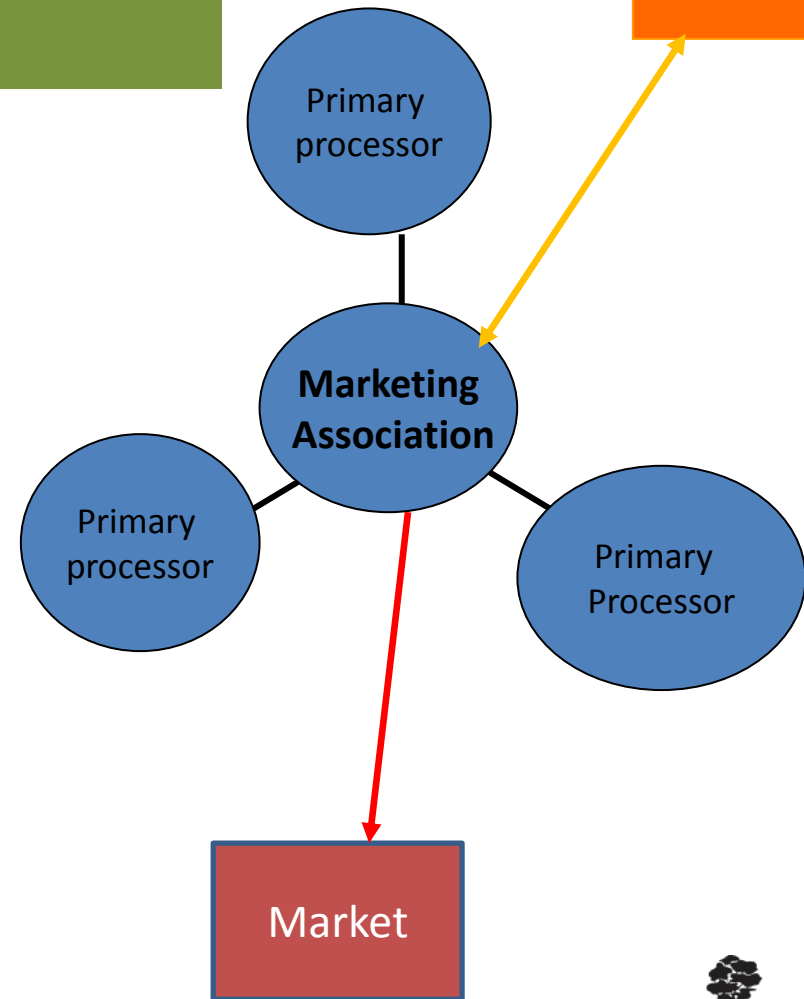 Primary
processor
Marketing
Association
Primary
processor
Primary
Processor
Market